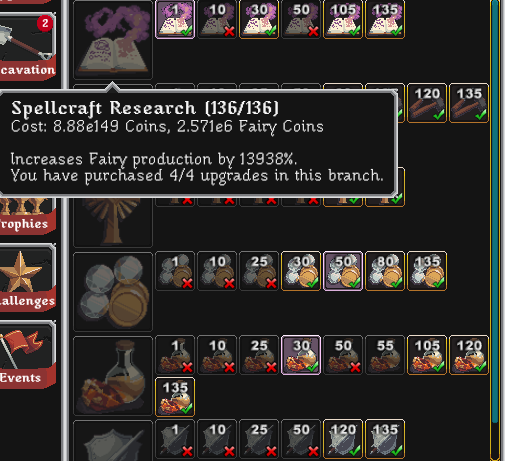 1 10 30 50 105 135
2
cavation
120 135
Spellcraft Research (136/136)
Cost: 8.88e149 Coins, 2.571e6 Fairy Coins
Increases Fairy production by 13938%.
You have purchased 4/4 upgrades in this branch.
rophies
1 10 25 30 50 80 135
allenges
1 10 25 30 50 55 105 120
Events
135
1 10 25 50 120 135